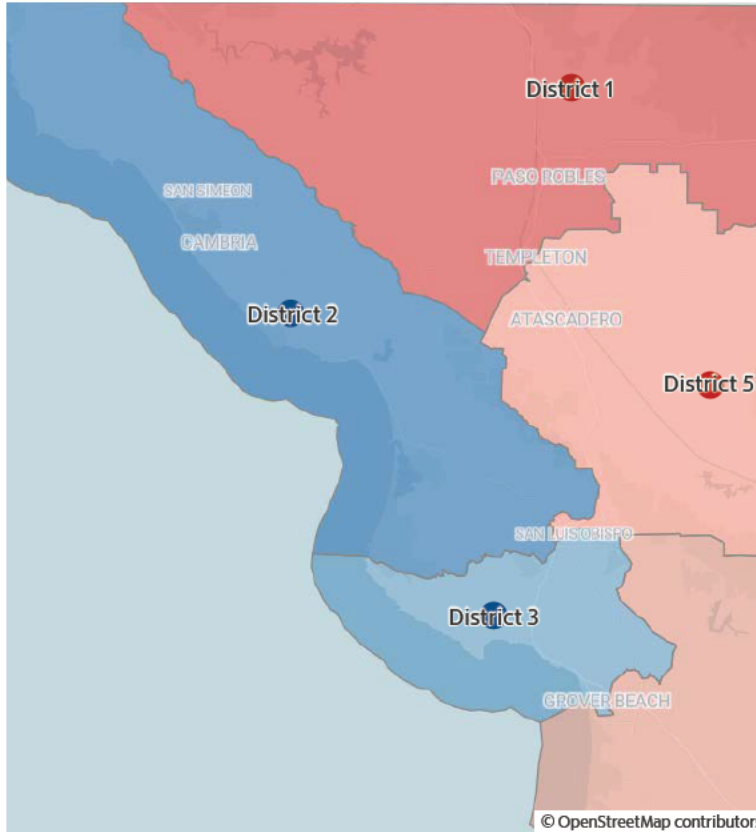 District 1
PASO ROBLES
SAN SIMEON
CAMBRIA
TEMPLETON
District 2
ATASCADERO
District 5
SAN LUIS OBISPO
District 3
GROVER BEACH
© OpenStreetMap contributor